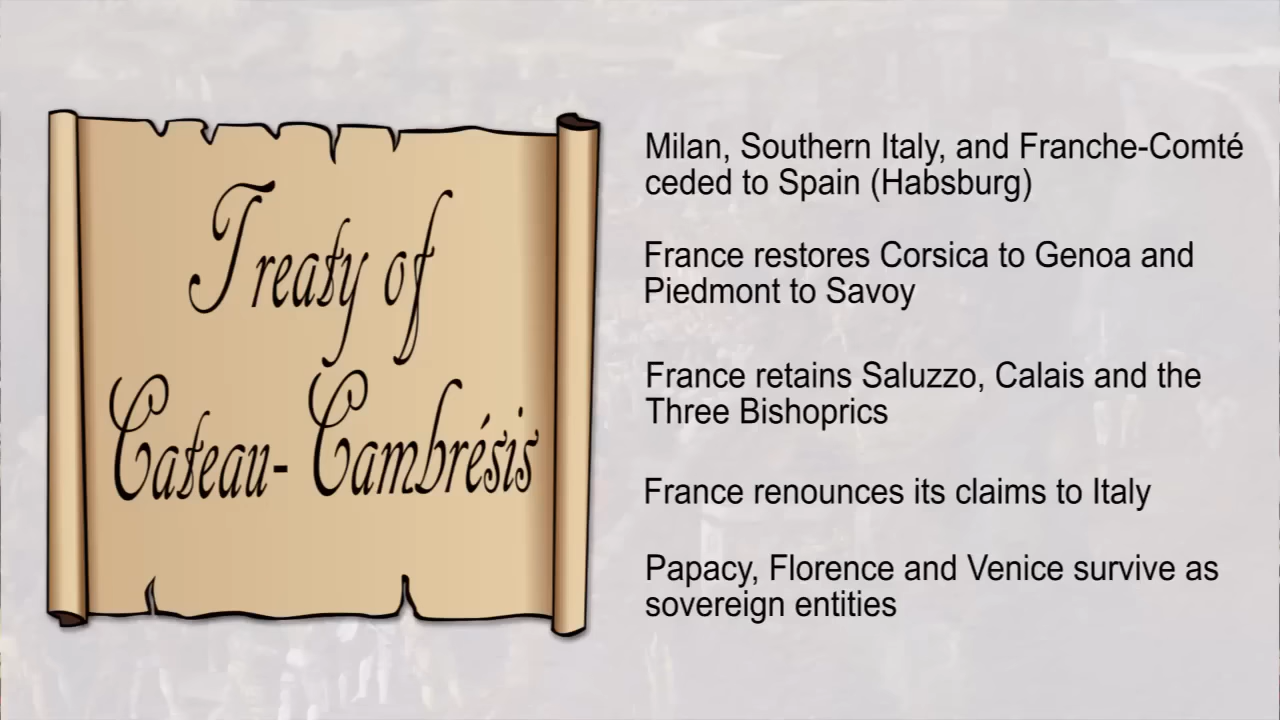 Treaty of
Cateau- Cambrésis
Milan, Southern Italy, and Franche-Comté
ceded to Spain (Habsburg)
France restores Corsica to Genoa and
Piedmont to Savoy
France retains Saluzzo, Calais and the
Three Bishoprics
France renounces its claims to Italy
Papacy, Florence and Venice survive as
sovereign entities